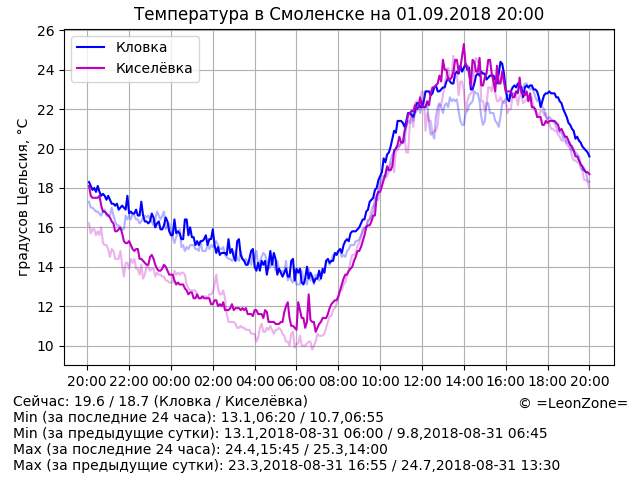 Температура в Смоленске на 01.09.2018 20:00
Кловка
Киселёвка
градусов Цельсия, °C
26
24
22
20
18
16
14
12
10
20:00 22:00 00:00 02:00 04:00 06:00 08:00 10:00 12:00 14:00 16:00 18:00 20:00
Сейчас: 19.6 / 18.7 (Кловка / Киселёвка)
© =LeonZone=
Min (за последние 24 часа): 13.1,06:20 / 10.7,06:55
Min (за предыдущие сутки): 13.1,2018-08-31 06:00 / 9.8,2018-08-31 06:45
Max (за последние 24 часа): 24.4,15:45 / 25.3,14:00
Max (за предыдущие сутки): 23.3,2018-08-31 16:55 / 24.7,2018-08-31 13:30